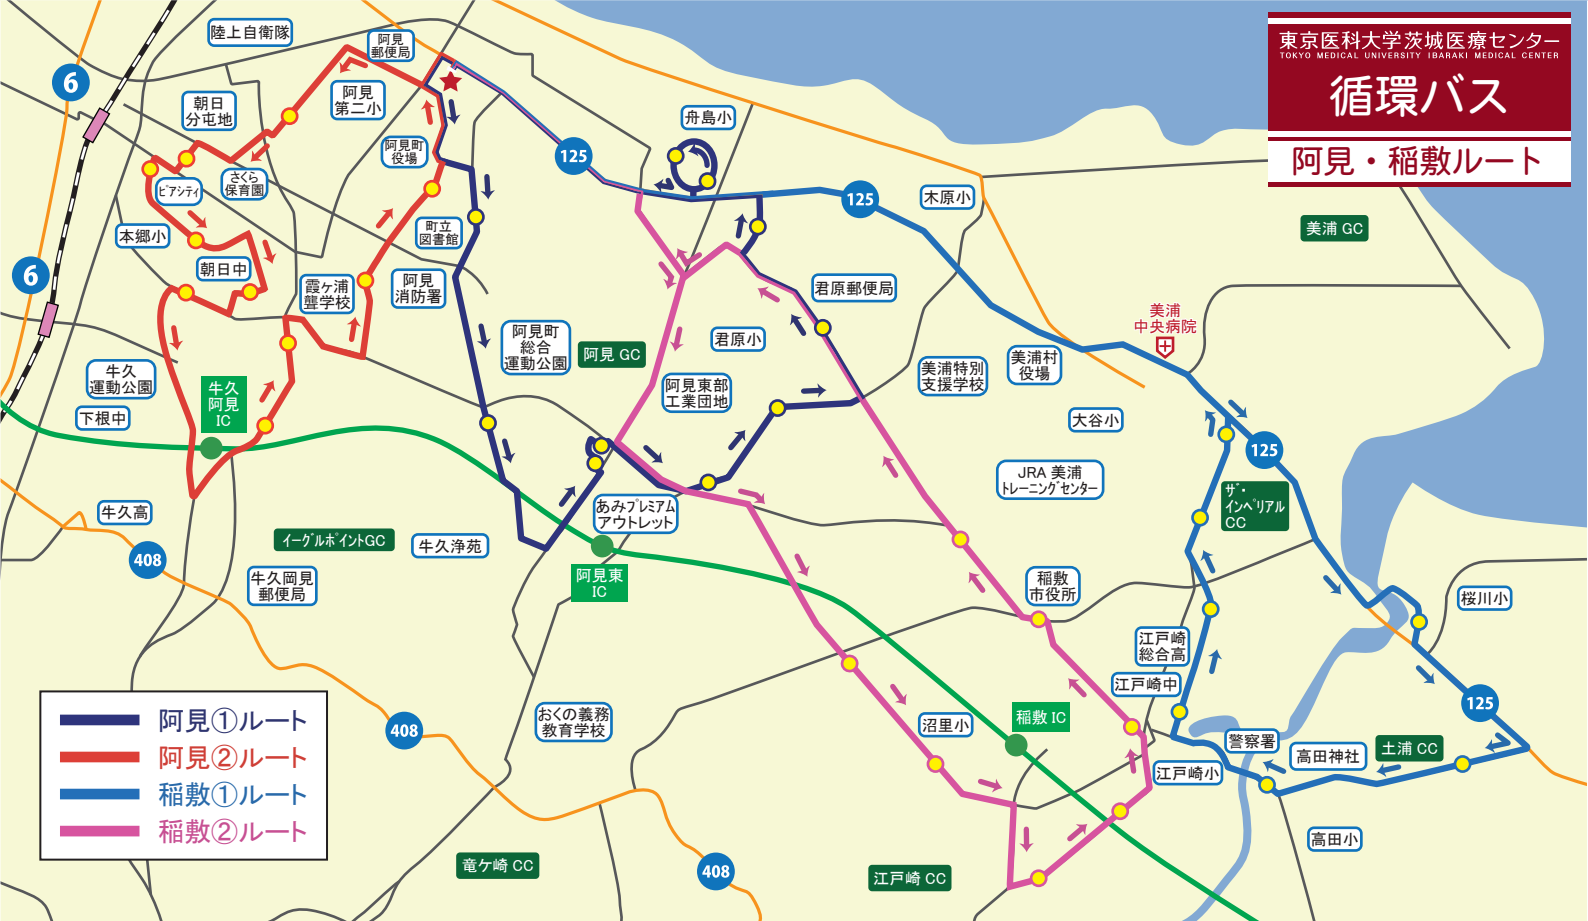 東京医科大学茨城医療センター
TOKYO MEDICAL UNIVERSITY IBARAKI MEDICAL CENTER
循環バス
阿見・稲敷ルート
陸上自衛隊
阿見
郵便局
6
朝日
分屯地
阿見
第二小
舟島小
阿見町
役場
125
ピアシティ
さくら
保育園
125
木原小
美浦 GC
本郷小
町立
図書館
朝日中
6
霞ヶ浦
聾学校
阿見
消防署
君原郵便局
美浦
中央病院
阿見町
総合
運動公園
阿見 GC
君原小
美浦村
役場
美浦特別
支援学校
牛久
運動公園
牛久
阿見
IC
阿見東部
工業団地
下根中
大谷小
125
JRA 美浦
トレーニングセンター
ザ・
インペリアル
CC
牛久高
あみプレミアム
アウトレット
イーグルポイントGC
牛久浄苑
408
牛久岡見
郵便局
阿見東
IC
稲敷
市役所
桜川小
江戸崎
総合高
江戸崎中
125
おくの義務
教育学校
沼里小
稲敷 IC
408
警察署
高田神社
土浦 CC
江戸崎小
阿見①ルート
阿見②ルート
稲敷①ルート
稲敷②ルート
高田小
竜ケ崎 CC
408
江戸崎 CC